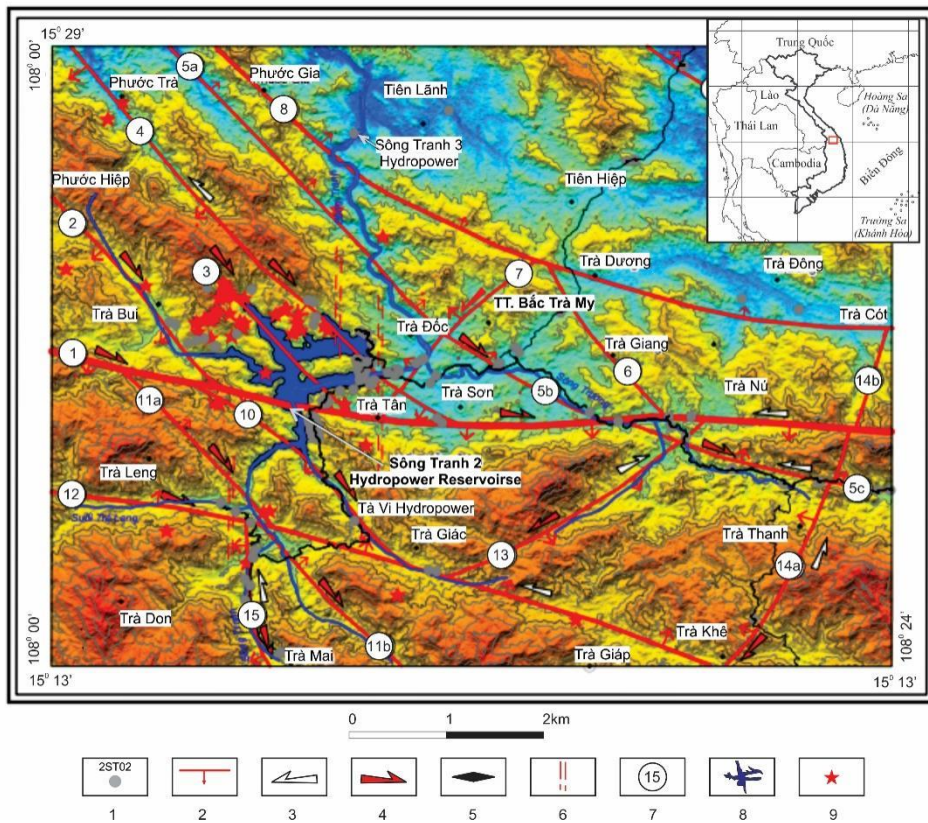 15° 29'
108° 00'
Phước Trà
5a
Phước Gia
8
4
Tiên Lãnh
Sông Tranh 3
Hydropower
Phước Hiệp
2
Tiên Hiệp
3
7
Trà Dương
Trà Đông
TT. Bắc Trà My
Trà Bui
Trà Đốc
Trà Cót
1
Trà Giang
6
11a
10
Trà Tân
Trà Sơn
5b
Trà Nú
14b
Trà Leng
Sông Tranh 2
Hydropower Reservoirse
12
5c
Tà Vi Hydropower
Trà Giác
13
Trà Thanh
14a
Trà Don
15
Trà Mai
11b
Trà Giáp
Trà Khê
108° 00'
108° 24'
15° 13'
15° 13'
Trung Quốc
Lào
Hoàng Sa
(Đà Nẵng)
Thái Lan
Cambodia
Biển Đông
Trường Sa
(Khánh Hòa)
0 1 2km
2ST02
15
1 2 3 4 5 6 7 8 9